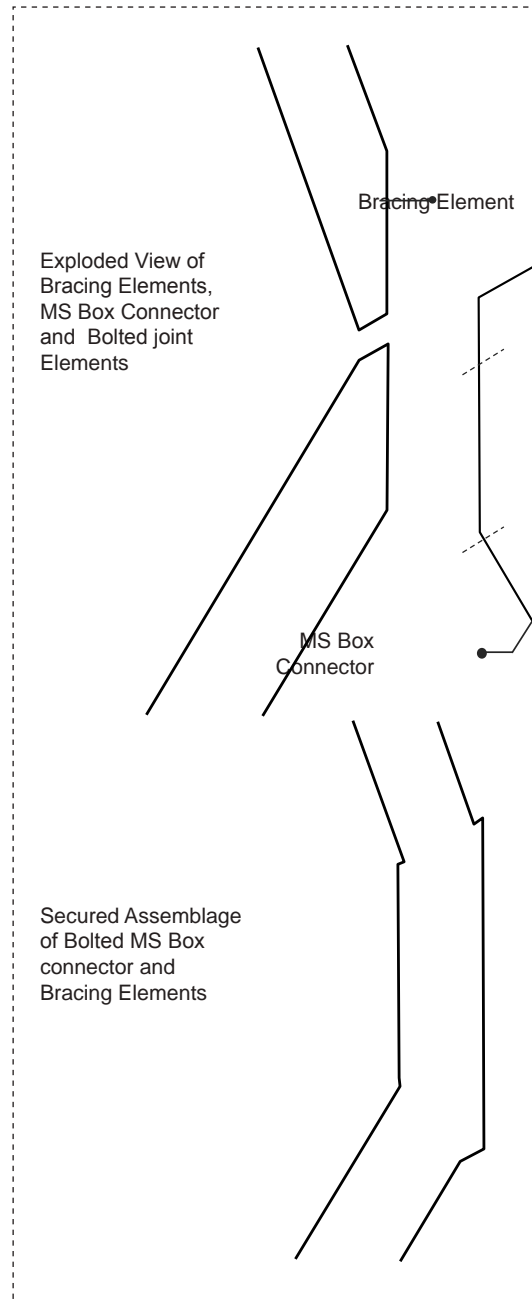 Bracing Element
Exploded View of
Bracing Elements,
MS Box Connector
and Bolted joint
Elements
MS Box
Connector
Secured Assemblage
of Bolted MS Box
connector and
Bracing Elements